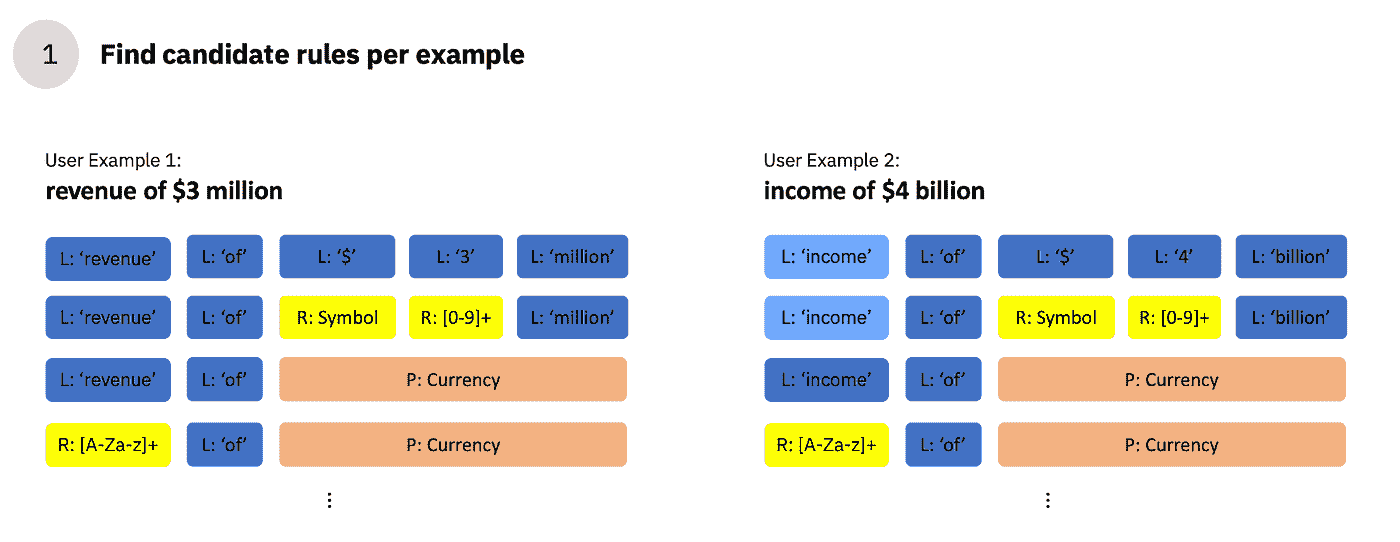 1 Find candidate rules per example
User Example 1:
revenue of $3 million
L: ‘revenue’ L: ‘of’ L: ‘$’ L: ‘3’ L: ‘million’
L: ‘revenue’ L: ‘of’ R: Symbol R: [0-9]+ L: ‘million’
L: ‘revenue’ L: ‘of’ P: Currency
R: [A-Za-z]+ L: ‘of’ P: Currency
⋮
User Example 2:
income of $4 billion
L: ‘income’ L: ‘of’ L: ‘$’ L: ‘4’ L: ‘billion’
L: ‘income’ L: ‘of’ R: Symbol R: [0-9]+ L: ‘billion’
L: ‘income’ L: ‘of’ P: Currency
R: [A-Za-z]+ L: ‘of’ P: Currency
⋮